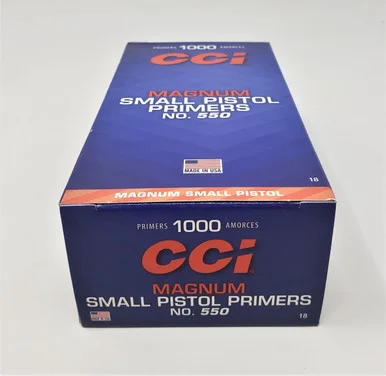 PRIMERS 1000 AMORCES
CCI
MAGNUM
SMALL PISTOL
PRIMERS
NO. 550
MADE IN USA
18
MAGNUM SMALL PISTOL
PRIMERS 1000 AMORCES
CCI
MAGNUM
SMALL PISTOL PRIMERS
NO. 550
18